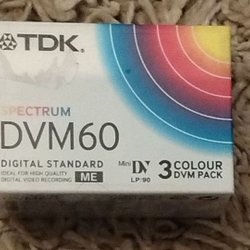 TDK
SPECTRUM
DVM60
DIGITAL STANDARD
IDEAL FOR HIGH QUALITY
DIGITAL VIDEO RECORDING ME
Mini DV
LP:90
3 COLOUR
DVM PACK